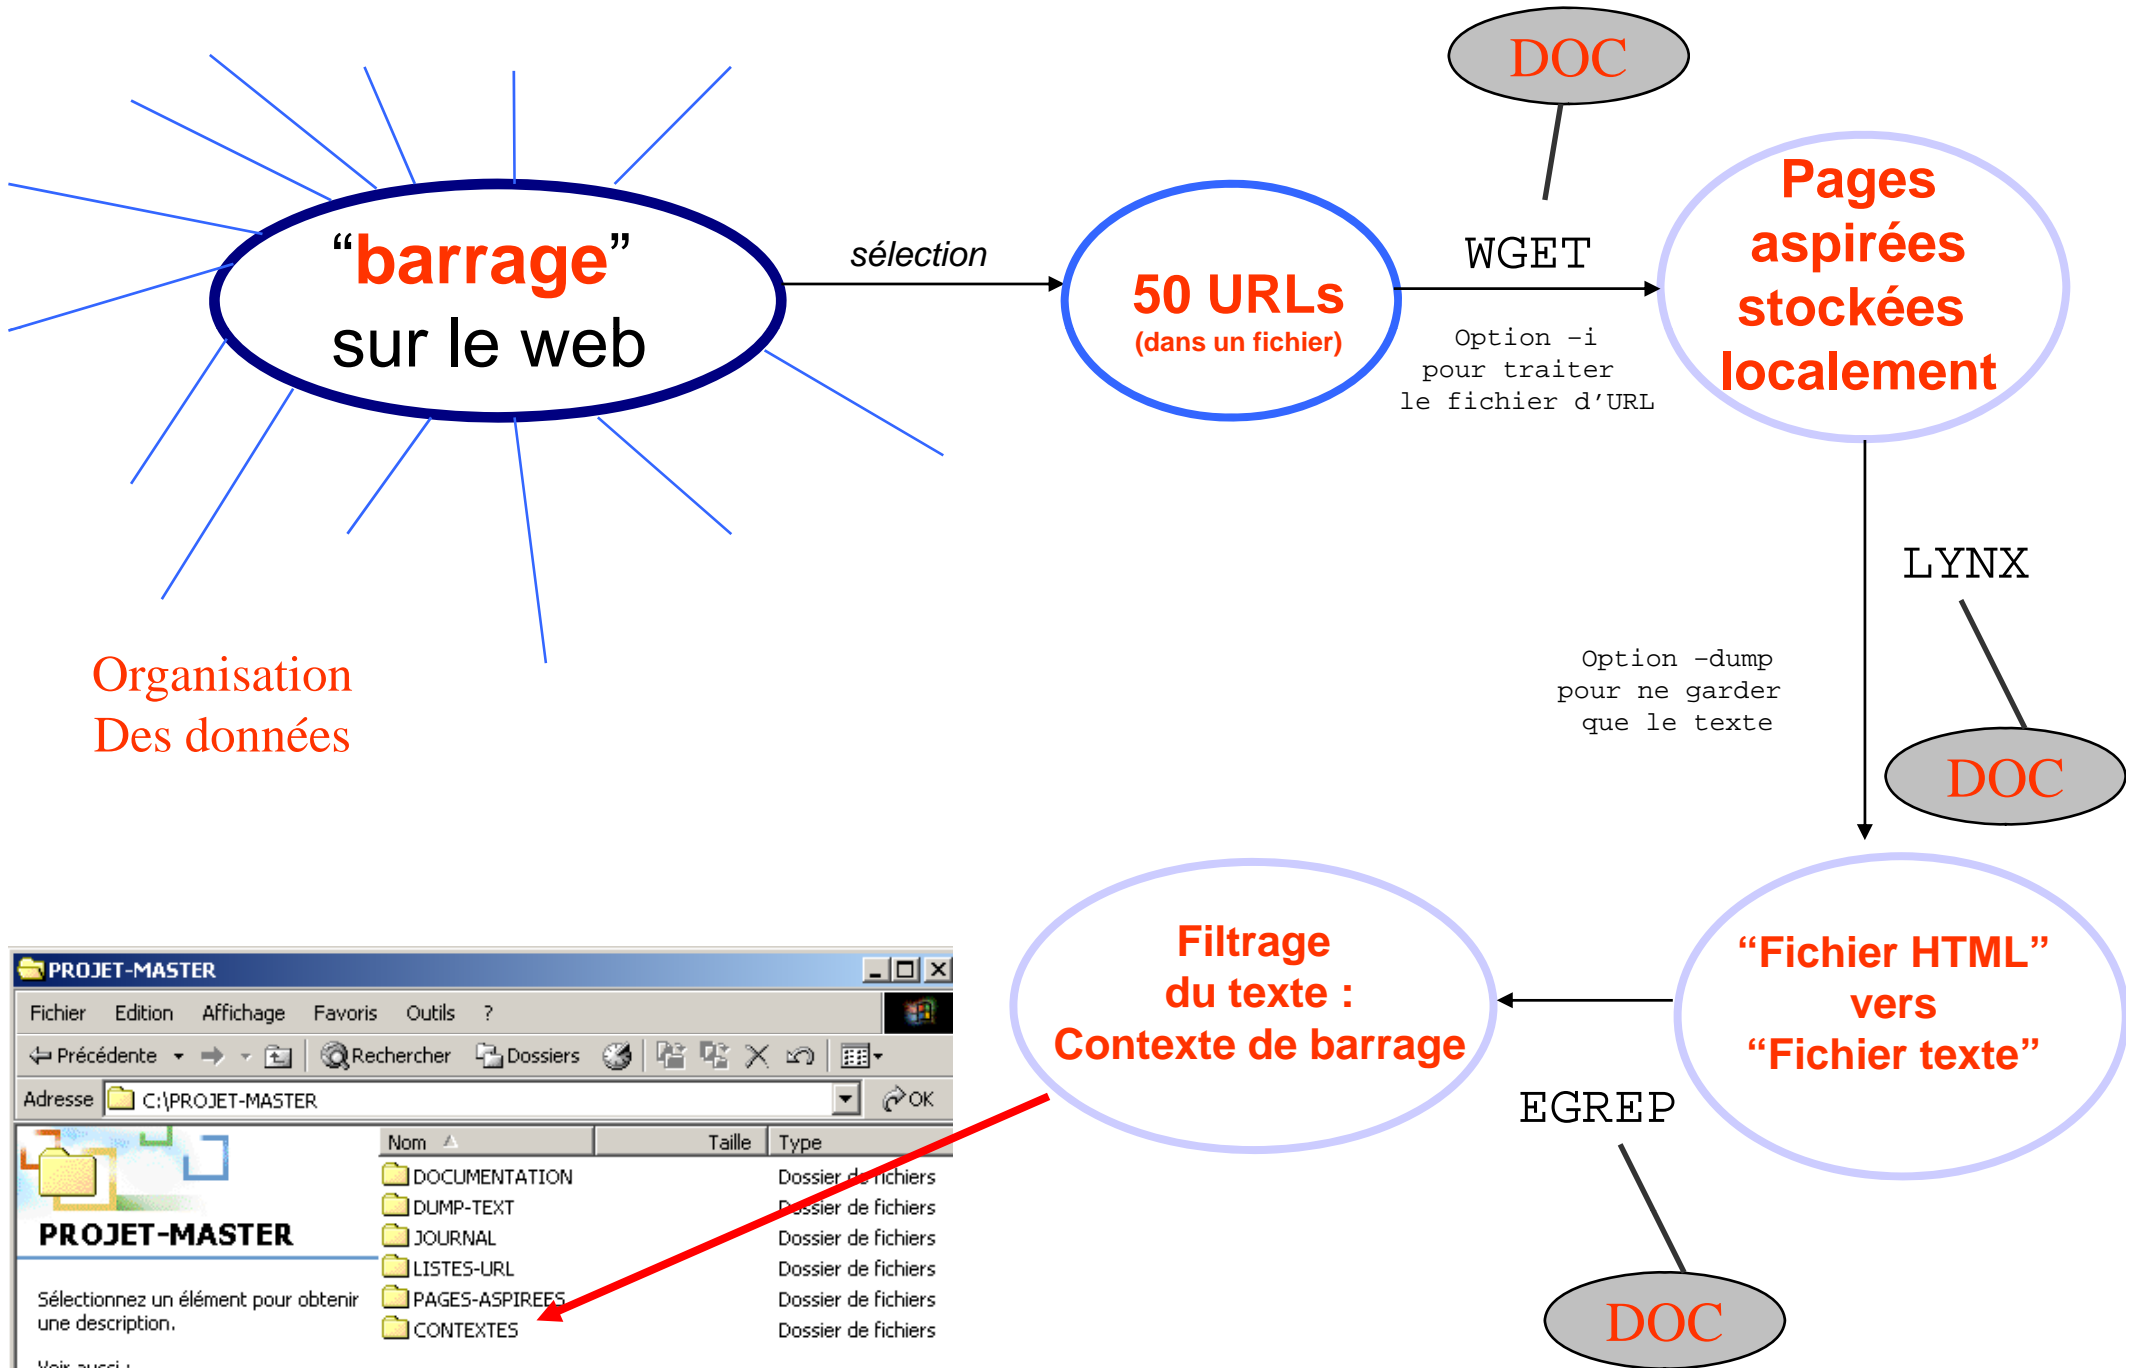 DOC
“barrage”
sur le web
sélection
50 URLs
(dans un fichier)
WGET
Option –i
pour traiter
le fichier d’URL
Pages
aspirées
stockées
localement
LYNX
Option –dump
pour ne garder
que le texte
DOC
Organisation
Des données
“Fichier HTML”
vers
“Fichier texte”
EGREP
DOC
Filtrage
du texte :
Contexte de barrage
PROJET-MASTER
Fichier Edition Affichage Favoris Outils ?
Précédente Rechercher Dossiers
Adresse C:\PROJET-MASTER OK
Nom Taille Type
DOCUMENTATION Dossier de fichiers
DUMP-TEXT Dossier de fichiers
JOURNAL Dossier de fichiers
LISTES-URL Dossier de fichiers
PAGES-ASPIREES Dossier de fichiers
CONTEXTES Dossier de fichiers
PROJET-MASTER
Sélectionnez un élément pour obtenir
une description.
Voir aussi :